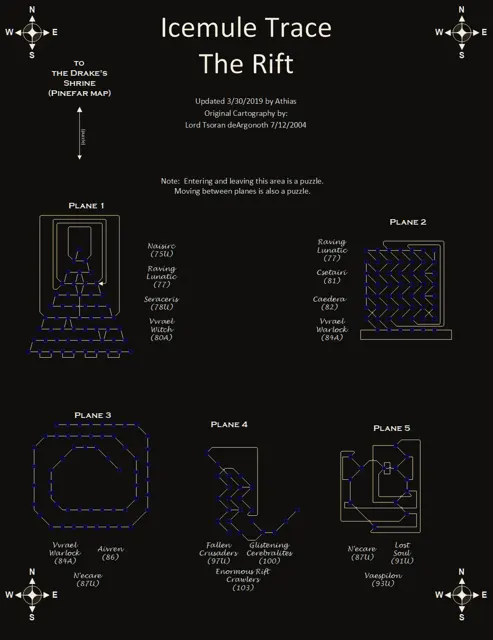 N
W E
S
Icemule Trace
The Rift
N
W E
S
TO
THE DRAKE'S
SHRINE
(PINEFAR MAP)
Updated 3/30/2019 by Athias
Original Cartography by:
Lord Tsoran deArgonoth 7/12/2004
Note: Entering and leaving this area is a puzzle.
Moving between planes is also a puzzle.
PLANE 1
Naisirc
(75U)
Raving
Lunatic
(77)
Seraceris
(78U)
Vvrael
Witch
(80A)
PLANE 2
Raving
Lunatic
(77)
Csetairi
(81)
Caedera
(82)
Vvrael
Warlock
(84A)
PLANE 3
Vvrael
Warlock
(84A)
Aivren
(86)
N'ecare
(87U)
PLANE 4
Fallen
Crusaders
(97U)
Glistening
Cerebralites
(100)
Enormous Rift
Crawlers
(103)
PLANE 5
N'ecare
(87U)
Lost
Soul
(91U)
Vaespilon
(93U)
N
W E
S
N
W E
S